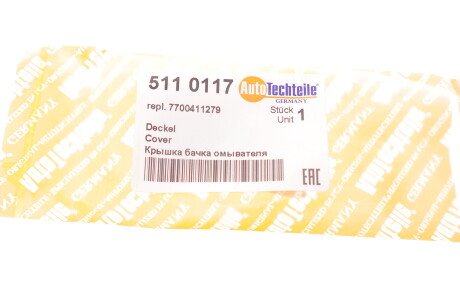 511 0117
AutoTechteile
GERMANY
repl. 7700411279
Stück
Unit 1
Deckel
Cover
Крышка бачка омывателя
EAC